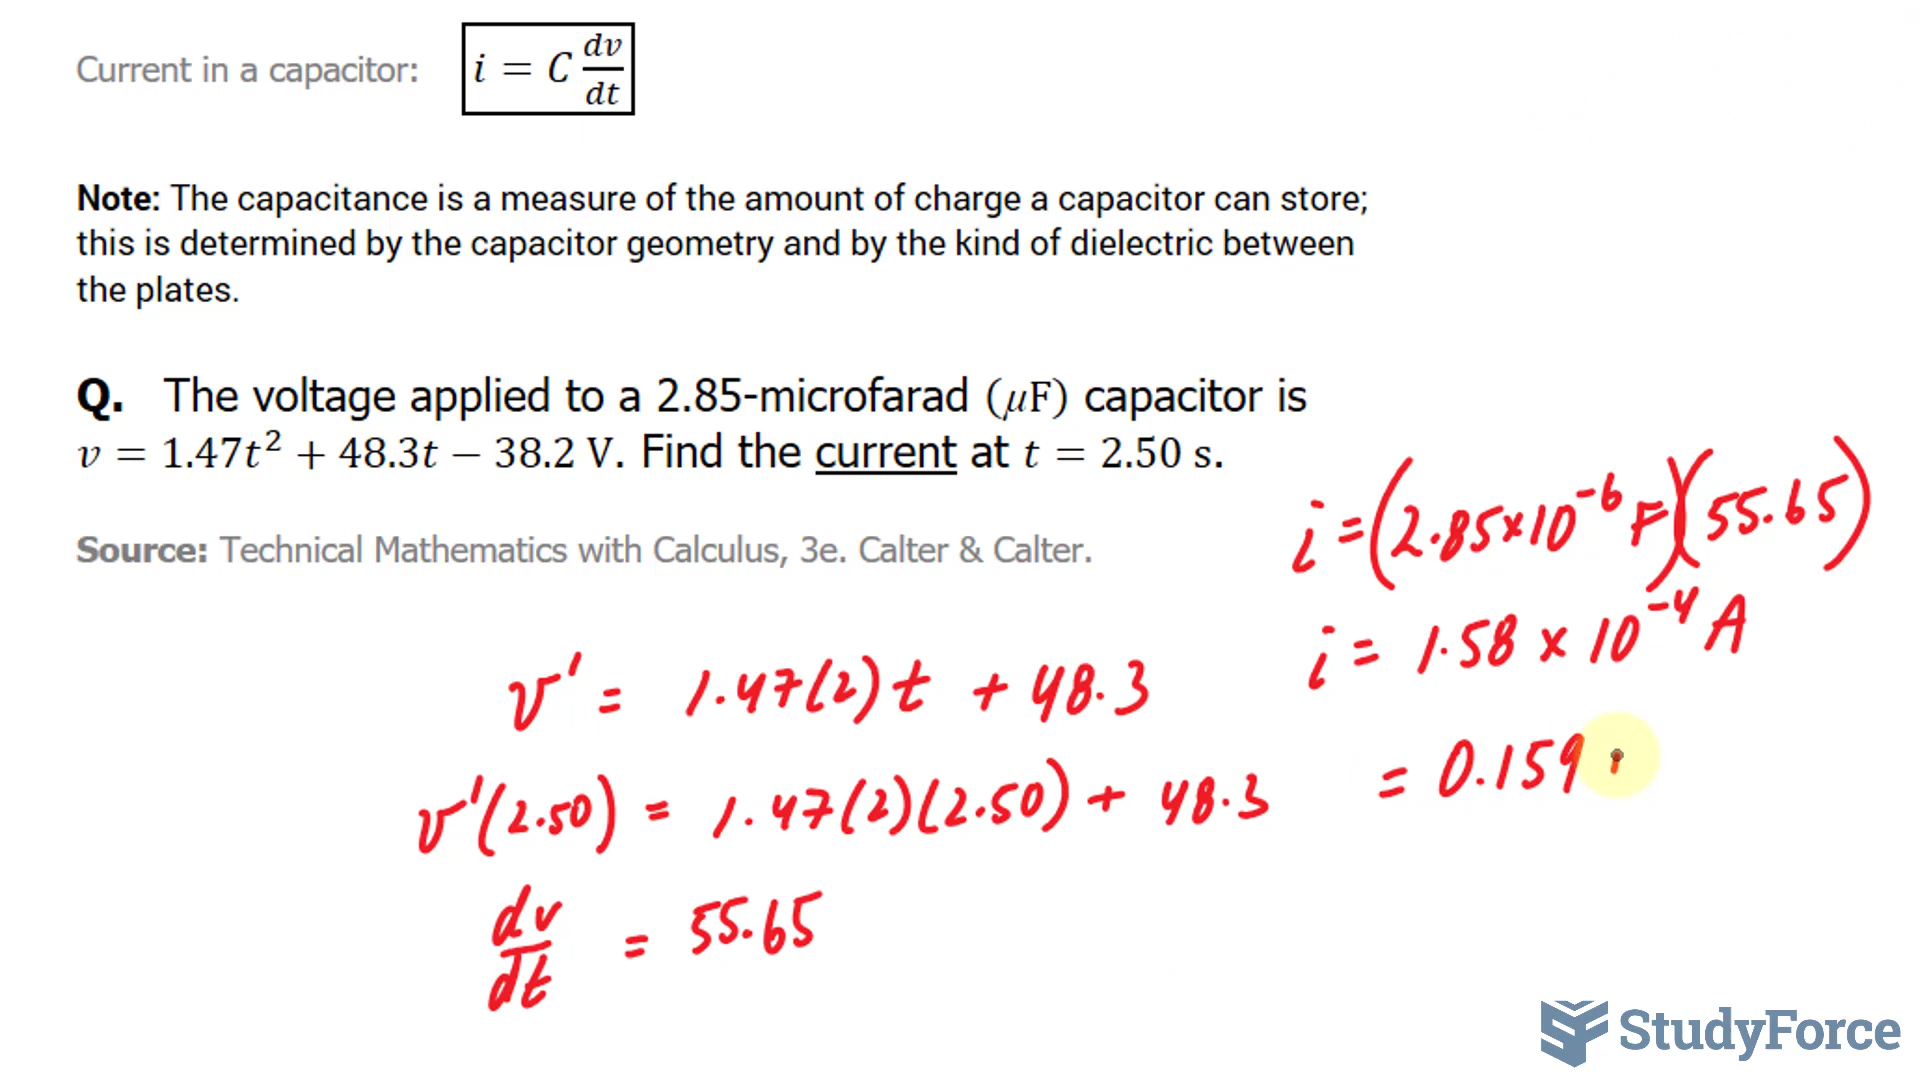 Current in a capacitor: i = C dv/dt
Note: The capacitance is a measure of the amount of charge a capacitor can store;
this is determined by the capacitor geometry and by the kind of dielectric between
the plates.
Q. The voltage applied to a 2.85-microfarad (μF) capacitor is
v = 1.47t² + 48.3t − 38.2 V. Find the current at t = 2.50 s.
Source: Technical Mathematics with Calculus, 3e. Calter & Calter.
v' = 1.47(2)t + 48.3
v'(2.50) = 1.47(2)(2.50) + 48.3
dv/dt = 55.65
i = (2.85×10⁻⁶ F)(55.65)
i = 1.58 × 10⁻⁴ A
= 0.159
StudyForce